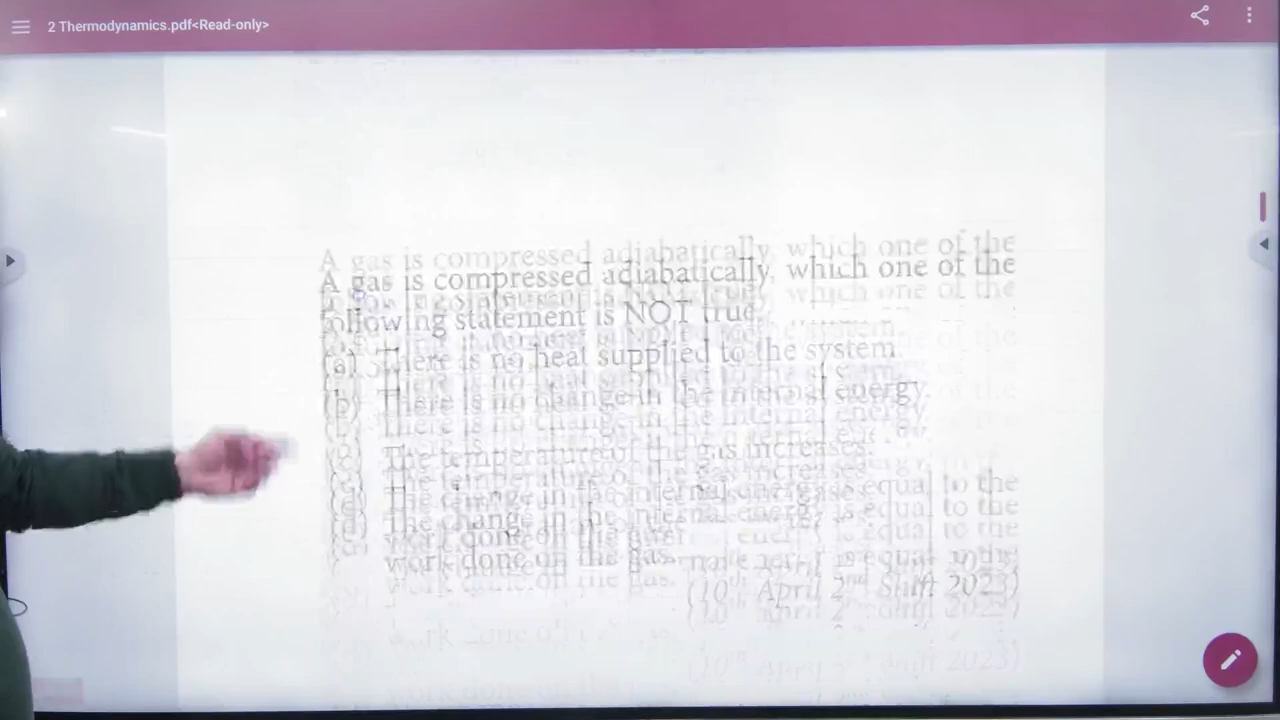 2 Thermodynamics.pdf<Read-only>
A gas is compressed adiabatically, which one of the
following statement is NOT true
(a) There is no heat supplied to the system.
(b) There is no change in the internal energy.
The temperature of the gas increases.
(d) The change in the internal energy is equal to the
work done on the gas.
(10th April 2nd Shift 2023)